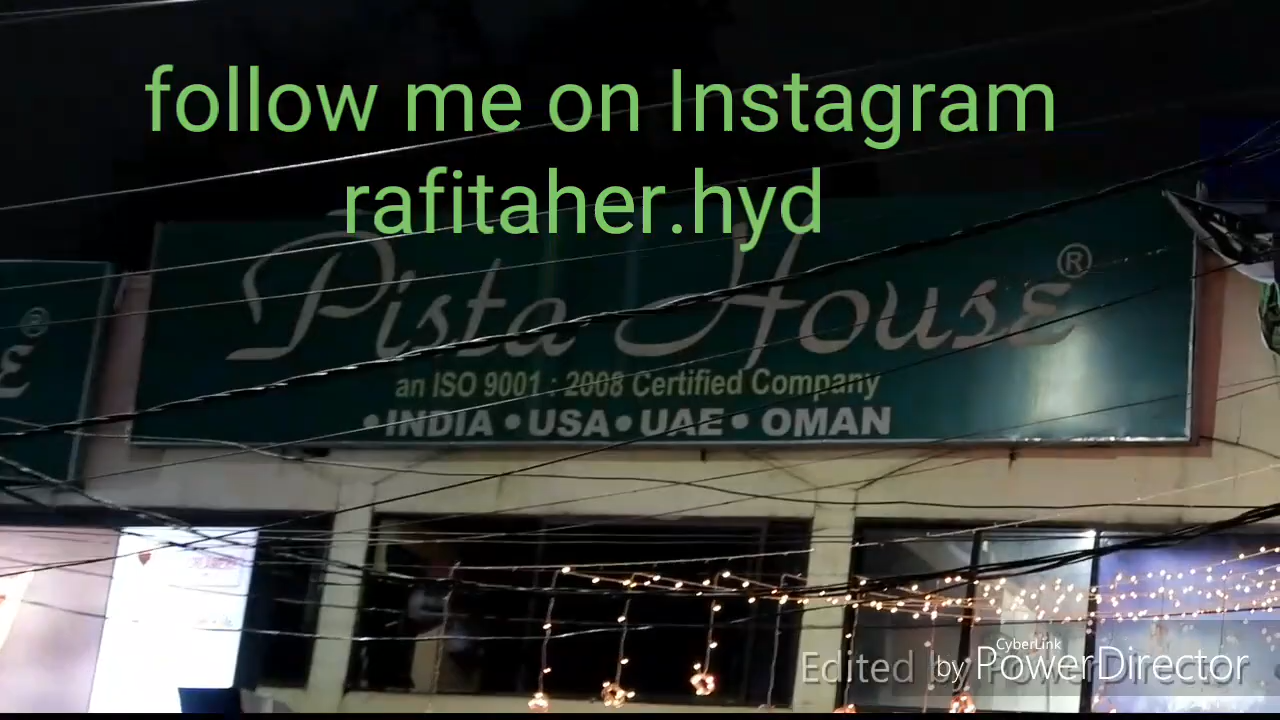 follow me on Instagram
rafitaher.hyd
Pista House®
an ISO 9001 : 2008 Certified Company
• INDIA • USA • UAE • OMAN
®
E
CyberLink
Edited by PowerDirector